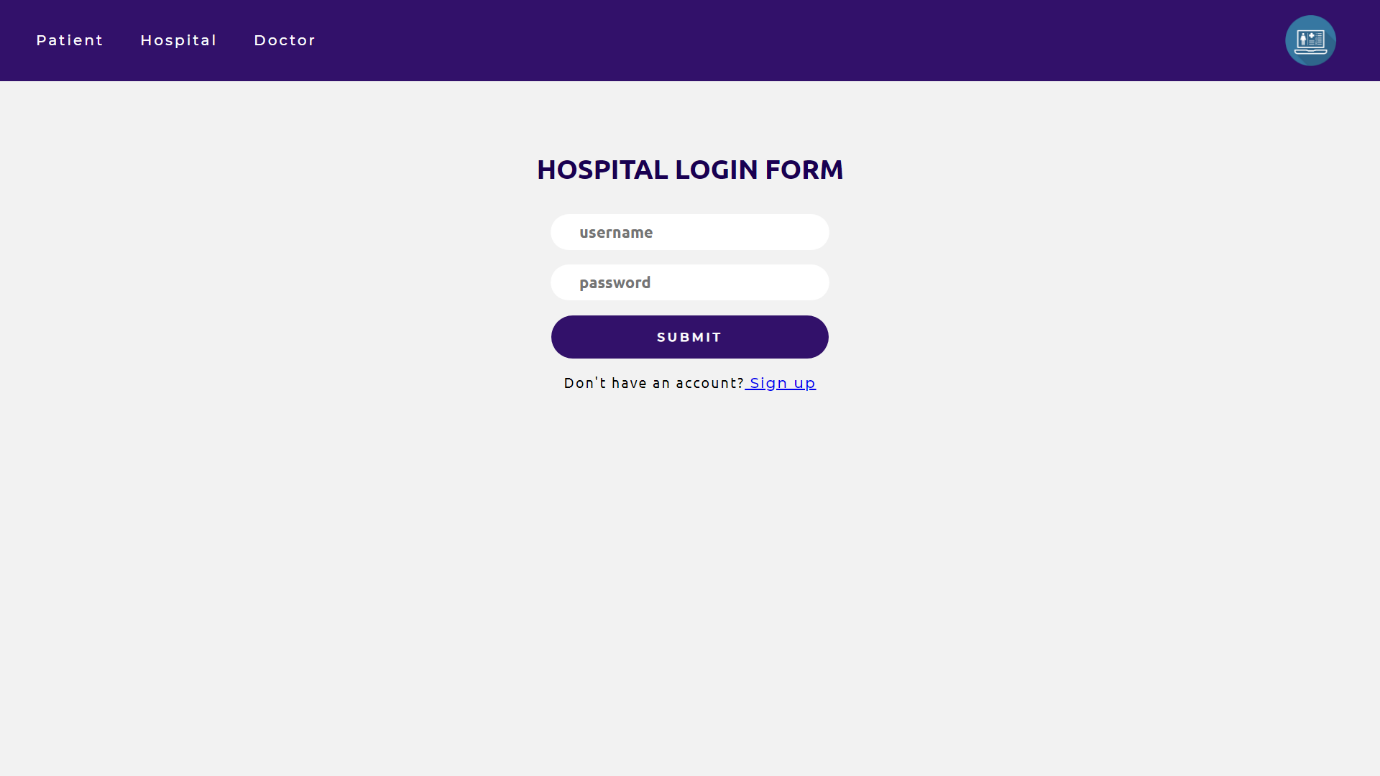 Patient Hospital Doctor
HOSPITAL LOGIN FORM
username
password
SUBMIT
Don't have an account? Sign up